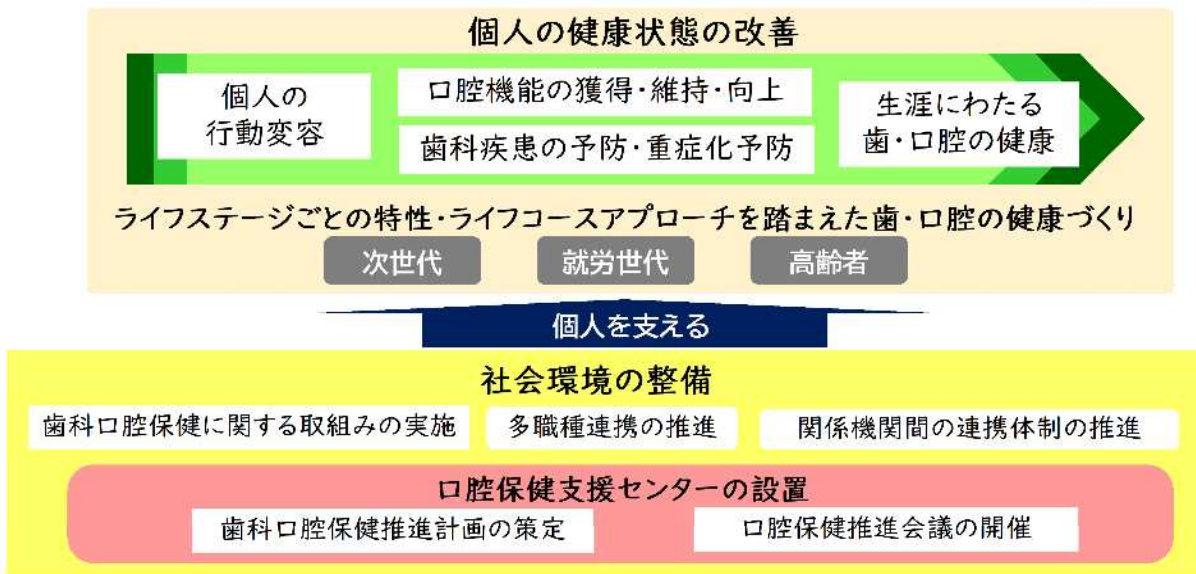 個人の健康状態の改善
個人の
行動変容
口腔機能の獲得・維持・向上
歯科疾患の予防・重症化予防
生涯にわたる
歯・口腔の健康
ライフステージごとの特性・ライフコースアプローチを踏まえた歯・口腔の健康づくり
次世代
就労世代
高齢者
個人を支える
社会環境の整備
歯科口腔保健に関する取組みの実施
多職種連携の推進
関係機関間の連携体制の推進
口腔保健支援センターの設置
歯科口腔保健推進計画の策定
口腔保健推進会議の開催